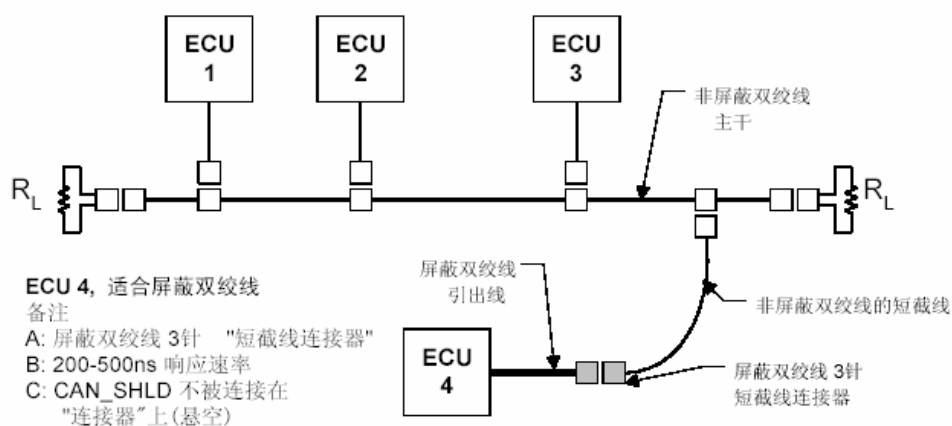 ECU
1
ECU
2
ECU
3
非屏蔽双绞线
主干
R_L
R_L
ECU 4, 适合屏蔽双绞线
备注
A: 屏蔽双绞线 3针 "短截线连接器"
B: 200-500ns 响应速率
C: CAN_SHLD 不被连接在
"连接器"上(悬空)
屏蔽双绞线
引出线
非屏蔽双绞线的短截线
ECU
4
屏蔽双绞线 3针
短截线连接器